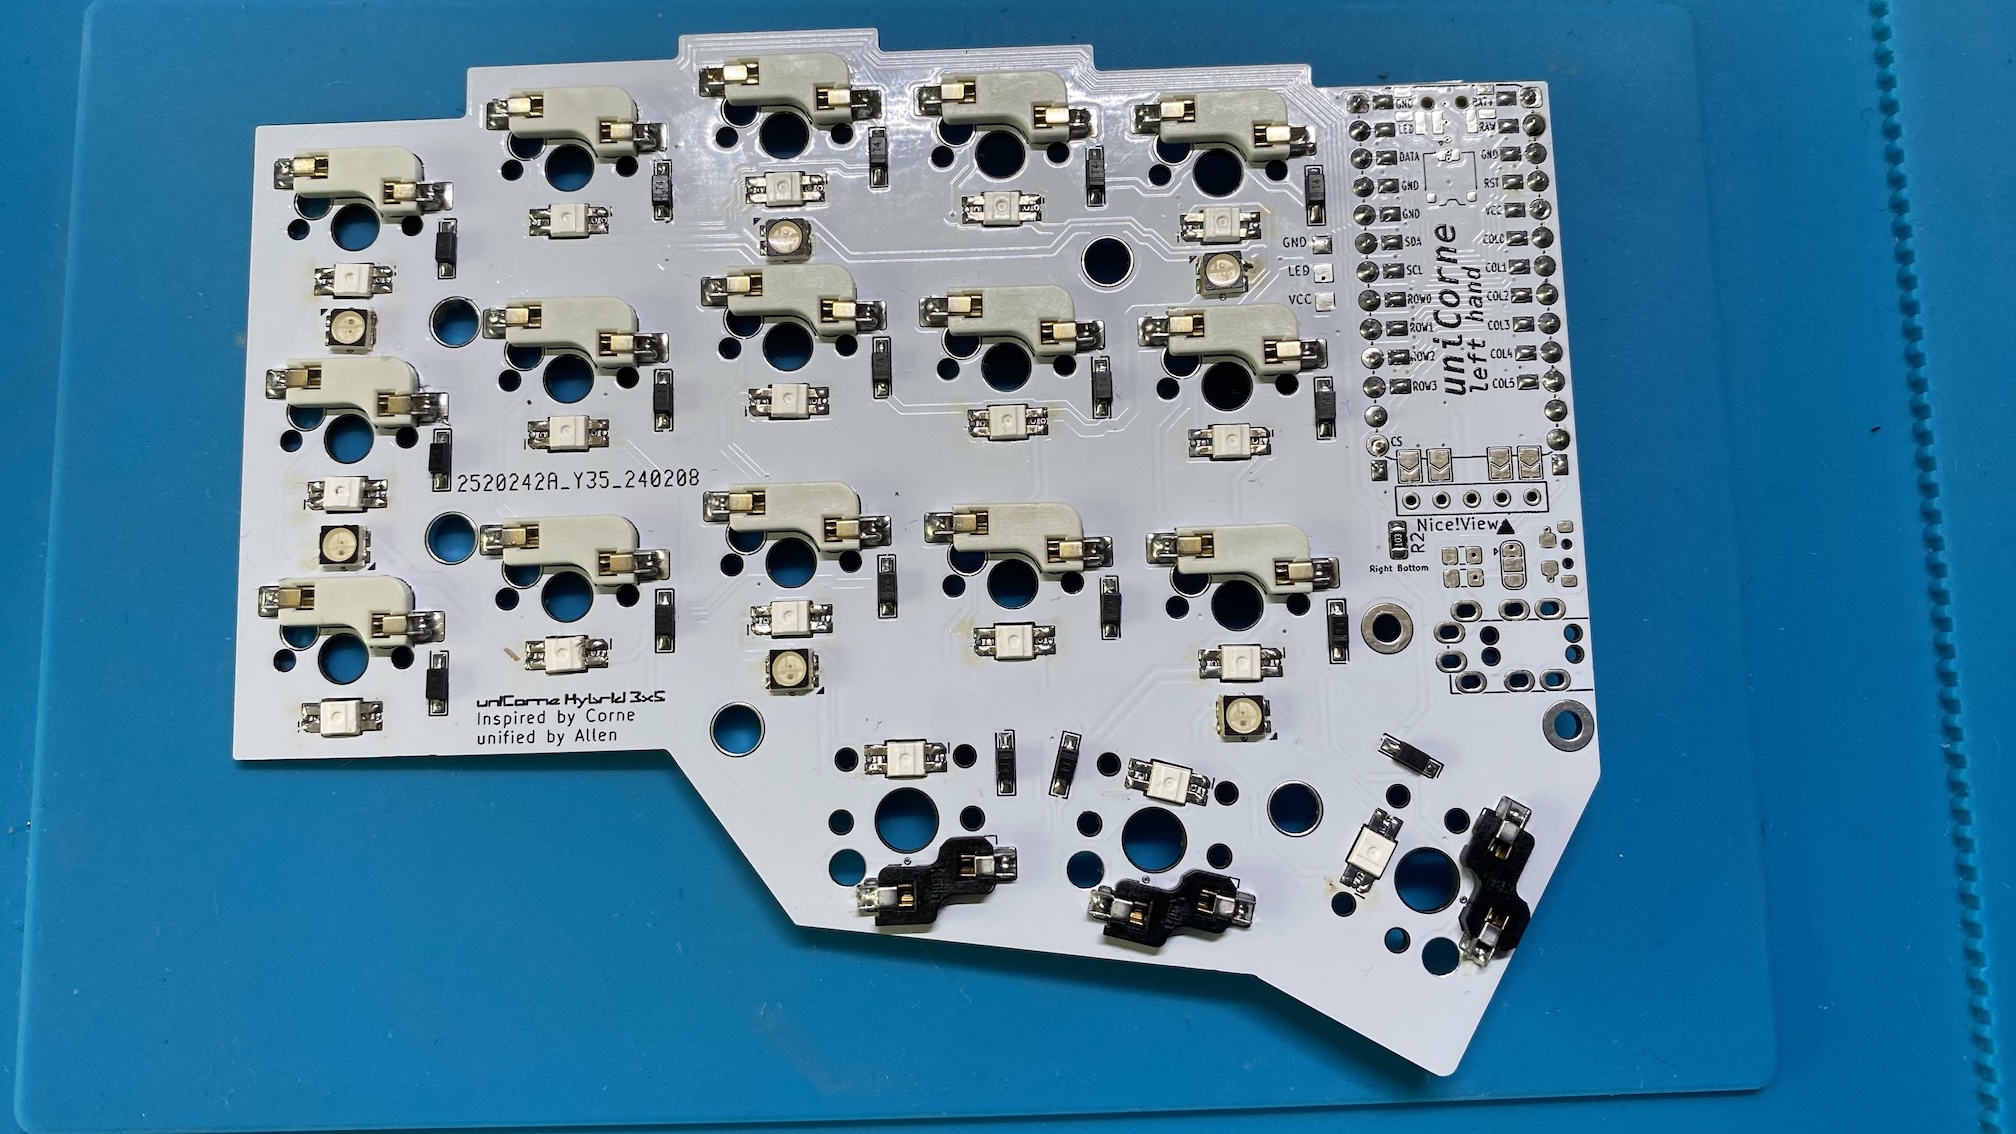 GND
LED
DATA
GND
GND
SDA
SCL
ROW0
ROW1
ROW2
ROW3
BAT+
RAW
GND
RST
VCC
COL0
COL1
COL2
COL3
COL4
COL5
uniCorne
left hand
GND
LED
VCC
CS
2520242A_Y35_240208
Nice!View
103
R2
Right Bottom
uniCorne Hybrid 3x5
Inspired by Corne
unified by Allen